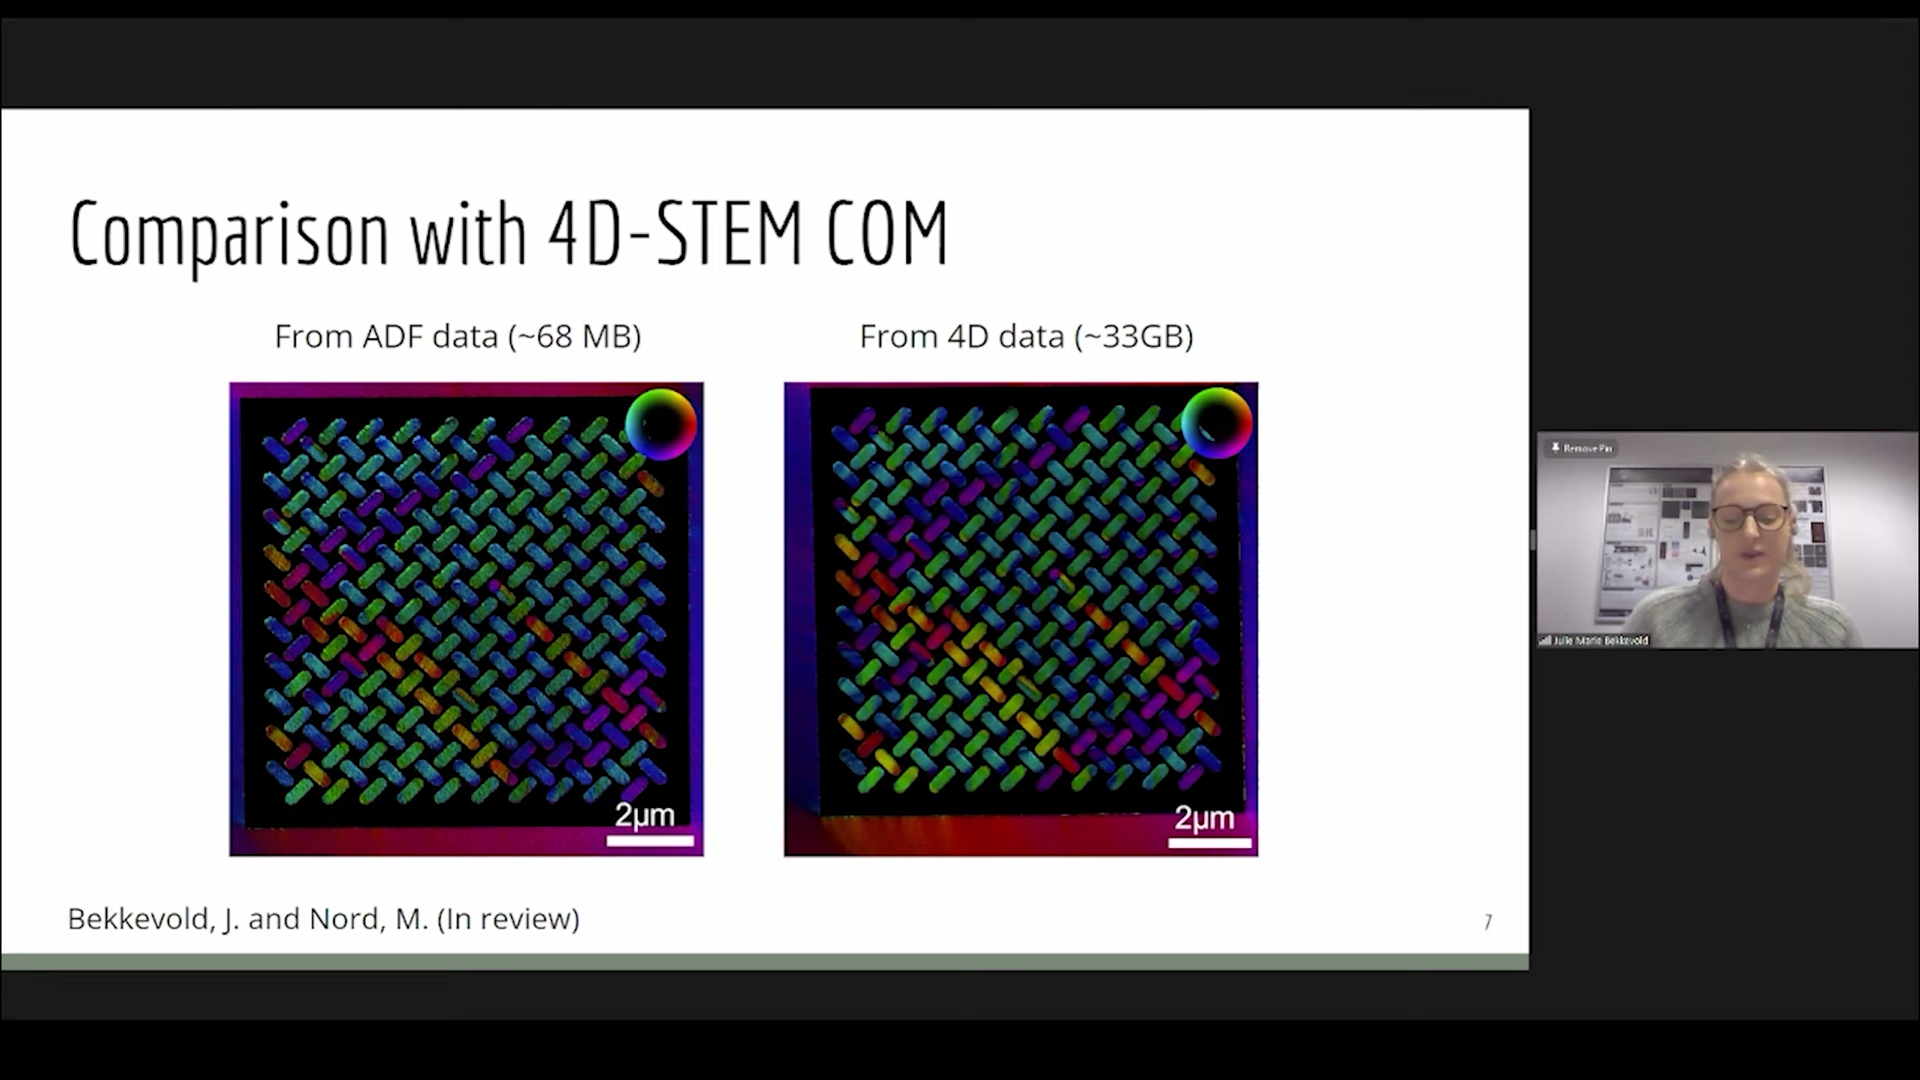 Comparison with 4D-STEM COM
From ADF data (~68 MB)
From 4D data (~33GB)
2μm
2μm
Bekkevold, J. and Nord, M. (In review)
7
Remove Pin
Julie Marie Bekkevold